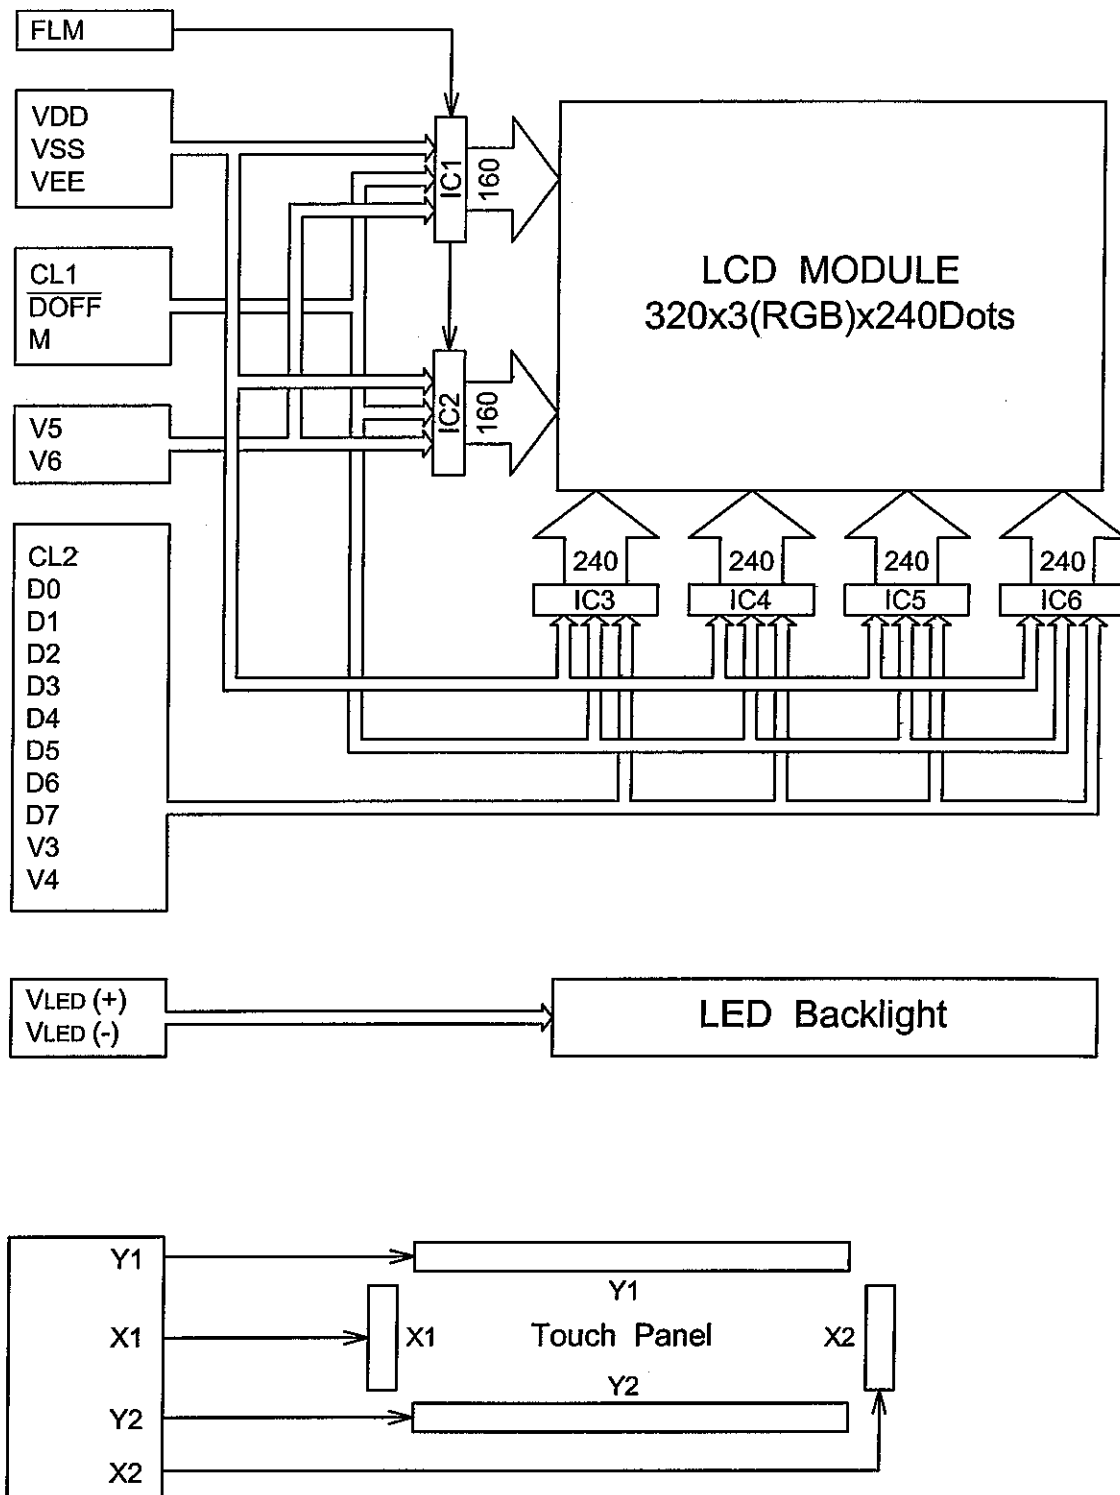 FLM
VDD
VSS
VEE
IC1
160
LCD MODULE
320x3(RGB)x240Dots
CL1
DOFF
M
IC2
160
V5
V6
240
240
240
240
IC3
IC4
IC5
IC6
CL2
D0
D1
D2
D3
D4
D5
D6
D7
V3
V4
VLED (+)
VLED (-)
LED Backlight
Y1
Y1
X1
X1
Touch Panel
X2
Y2
Y2
X2